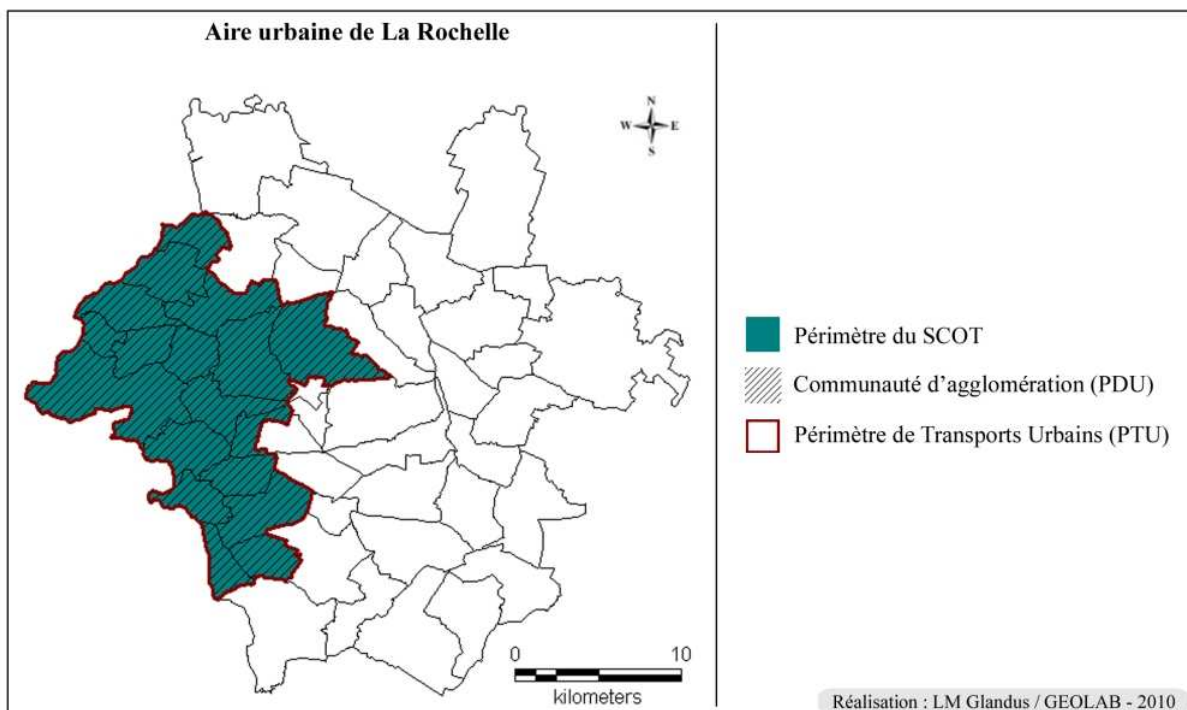 Aire urbaine de La Rochelle
N
W E
S
Périmètre du SCOT
Communauté d'agglomération (PDU)
Périmètre de Transports Urbains (PTU)
0 10
kilometers
Réalisation : LM Glandus / GEOLAB - 2010